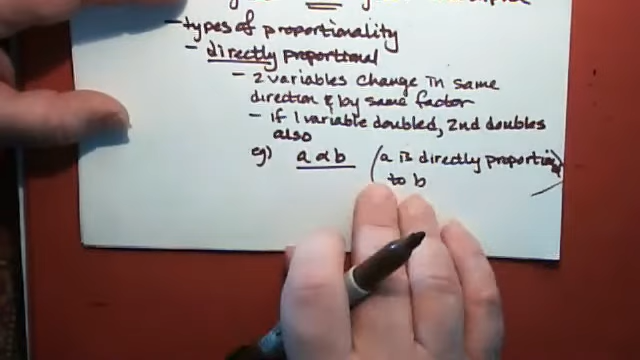 - types of proportionality
- directly proportional
- 2 variables change in same
direction & by same factor
- if 1 variable doubled, 2nd doubles
also
eg) a α b (a is directly proportional
to b)